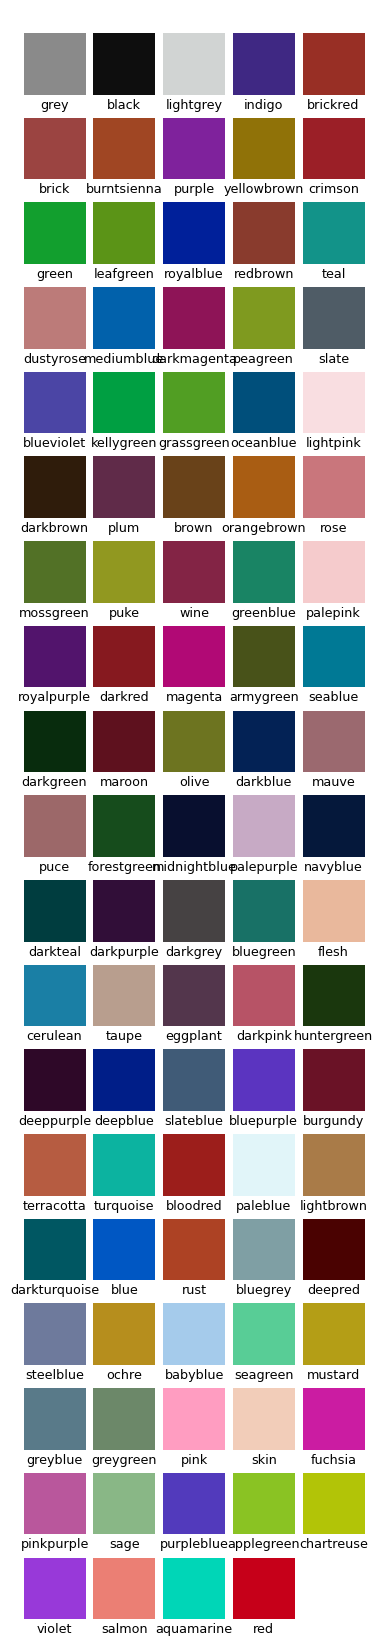 grey black lightgrey indigo brickred
brick burntsienna purple yellowbrown crimson
green leafgreen royalblue redbrown teal
dustyrose mediumblue darkmagenta peagreen slate
blueviolet kellygreen grassgreen oceanblue lightpink
darkbrown plum brown orangebrown rose
mossgreen puke wine greenblue palepink
royalpurple darkred magenta armygreen seablue
darkgreen maroon olive darkblue mauve
puce forestgreen midnightblue palepurple navyblue
darkteal darkpurple darkgrey bluegreen flesh
cerulean taupe eggplant darkpink huntergreen
deeppurple deepblue slateblue bluepurple burgundy
terracotta turquoise bloodred paleblue lightbrown
darkturquoise blue rust bluegrey deepred
steelblue ochre babyblue seagreen mustard
greyblue greygreen pink skin fuchsia
pinkpurple sage purpleblue applegreen chartreuse
violet salmon aquamarine red